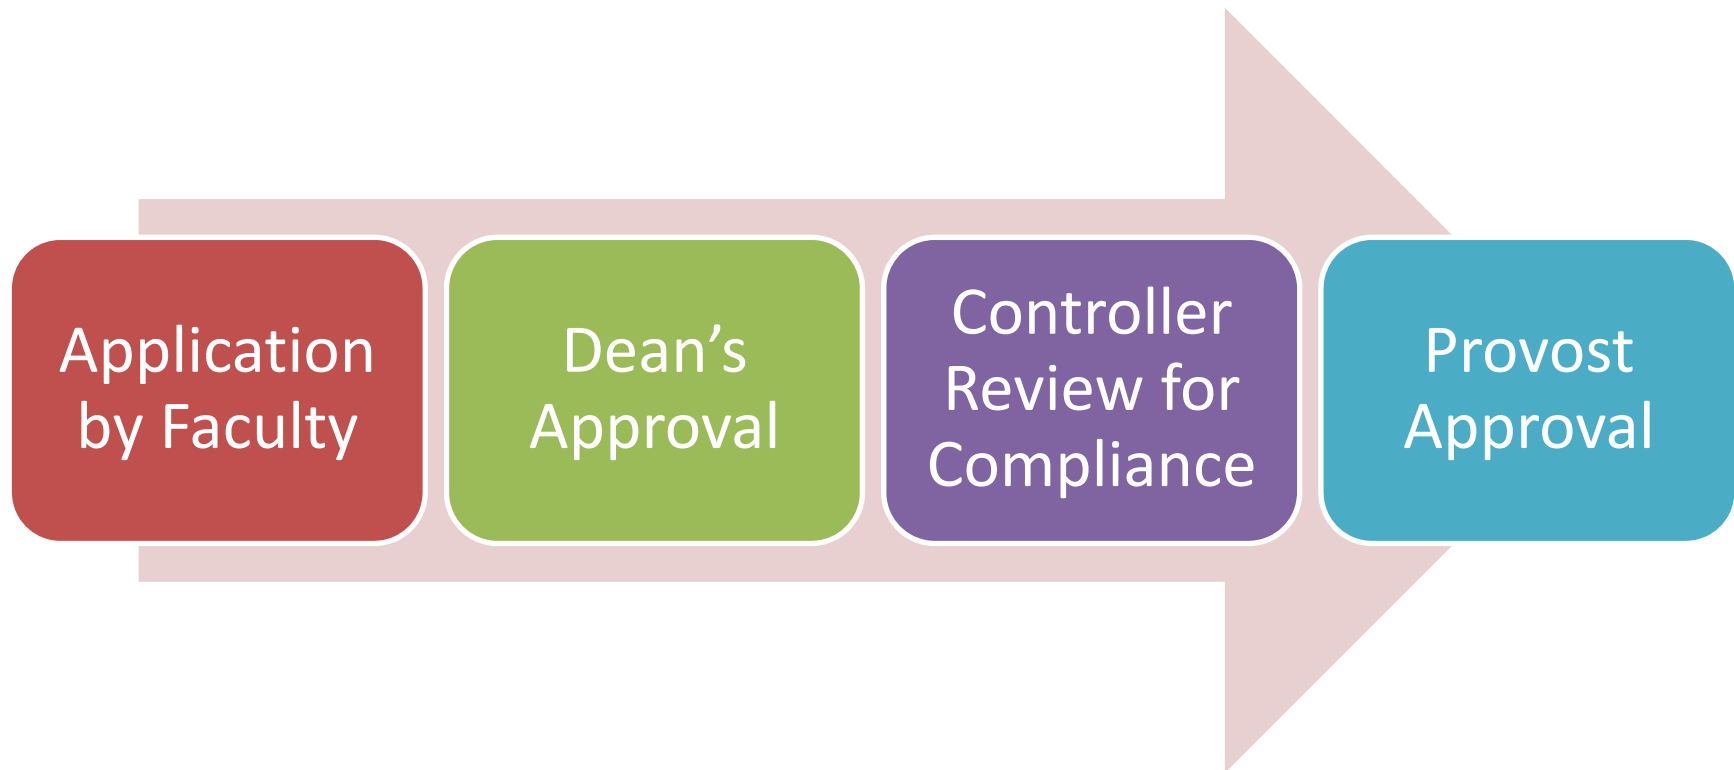 Application
by Faculty
Dean’s
Approval
Controller
Review for
Compliance
Provost
Approval